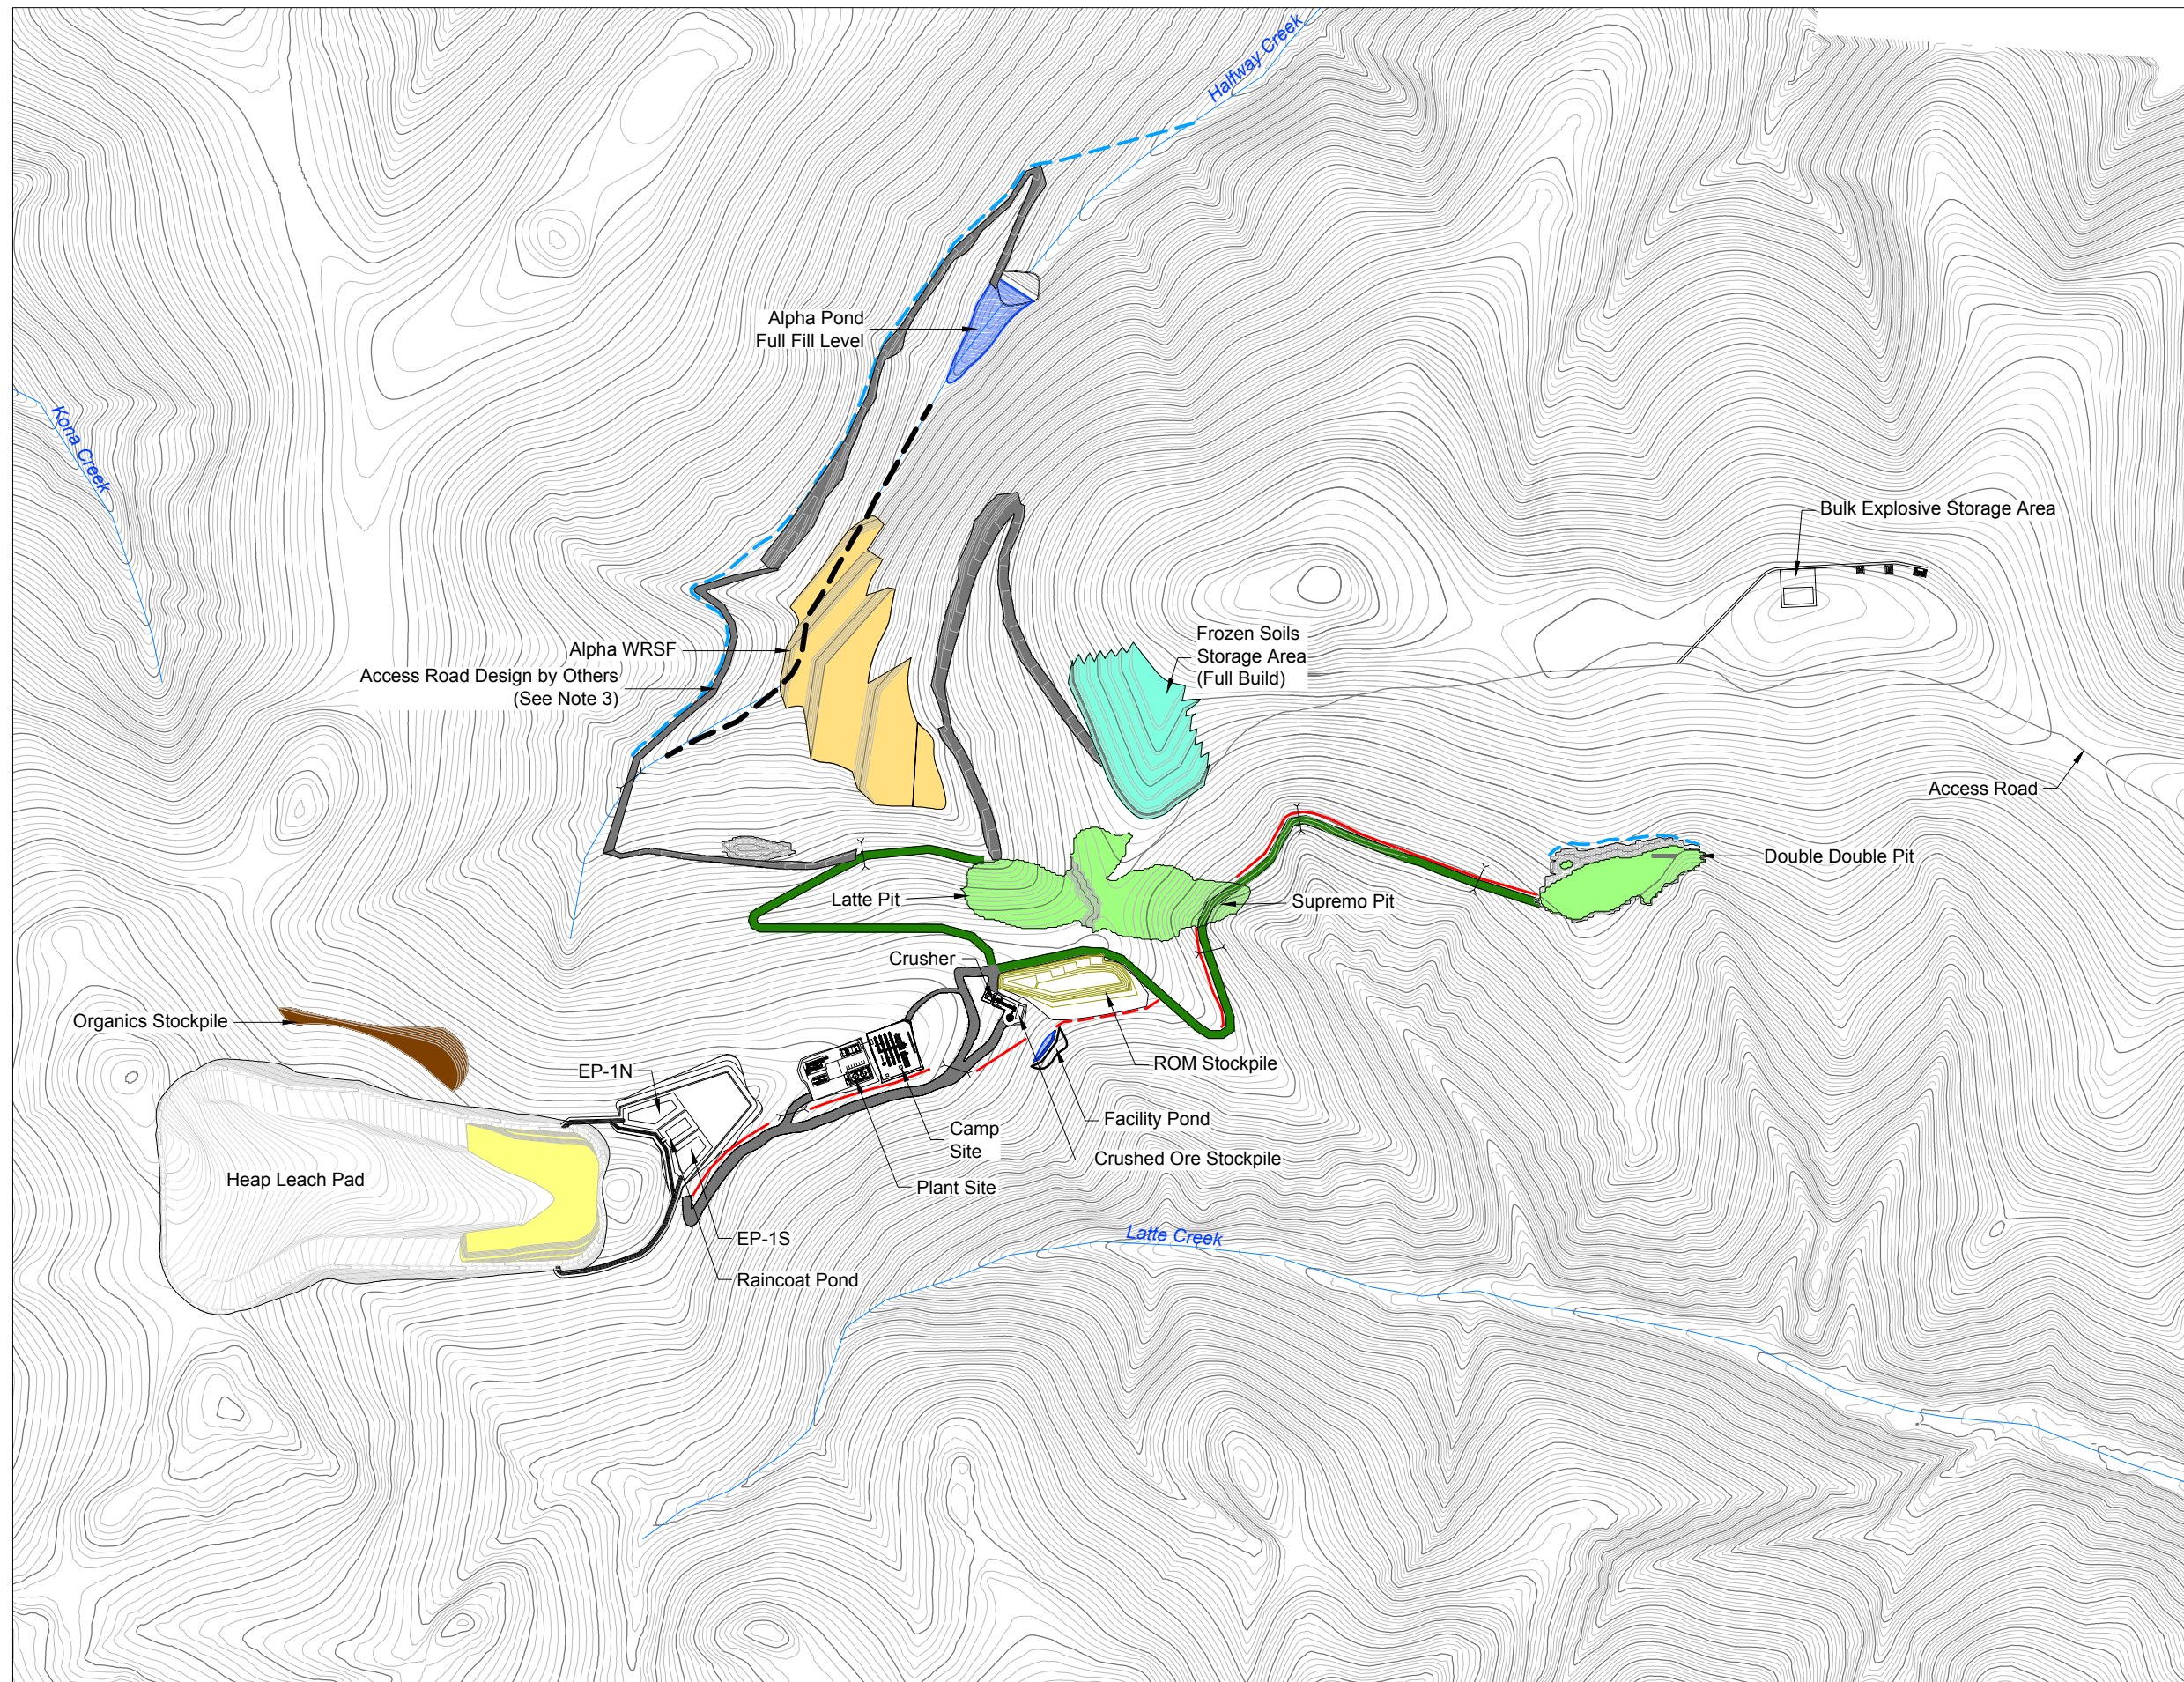 Halfway Creek
Alpha Pond
Full Fill Level
Kona Creek
Bulk Explosive Storage Area
Frozen Soils
Storage Area
(Full Build)
Alpha WRSF
Access Road Design by Others
(See Note 3)
Access Road
Double Double Pit
Latte Pit
Supremo Pit
Crusher
Organics Stockpile
ROM Stockpile
EP-1N
Facility Pond
Camp
Site
Crushed Ore Stockpile
Heap Leach Pad
Plant Site
EP-1S
Latte Creek
Raincoat Pond